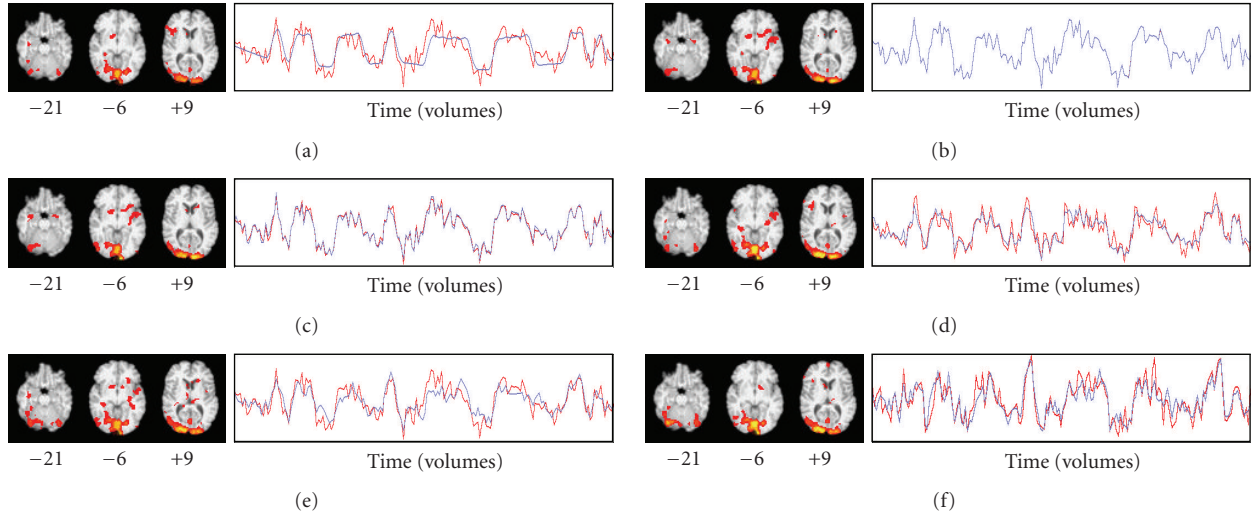 −21 −6 +9 Time (volumes)
(a)
−21 −6 +9 Time (volumes)
(b)
−21 −6 +9 Time (volumes)
(c)
−21 −6 +9 Time (volumes)
(d)
−21 −6 +9 Time (volumes)
(e)
−21 −6 +9 Time (volumes)
(f)